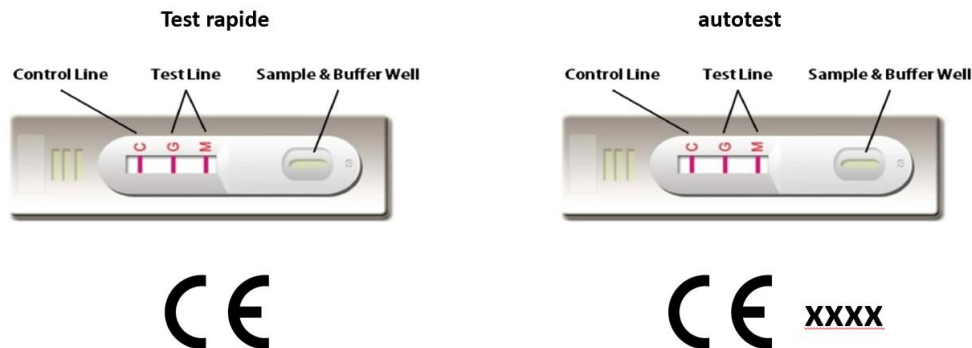 Test rapide
autotest
Control Line Test Line Sample & Buffer Well
C G M
S
Control Line Test Line Sample & Buffer Well
C G M
S
CE
CE xxxx